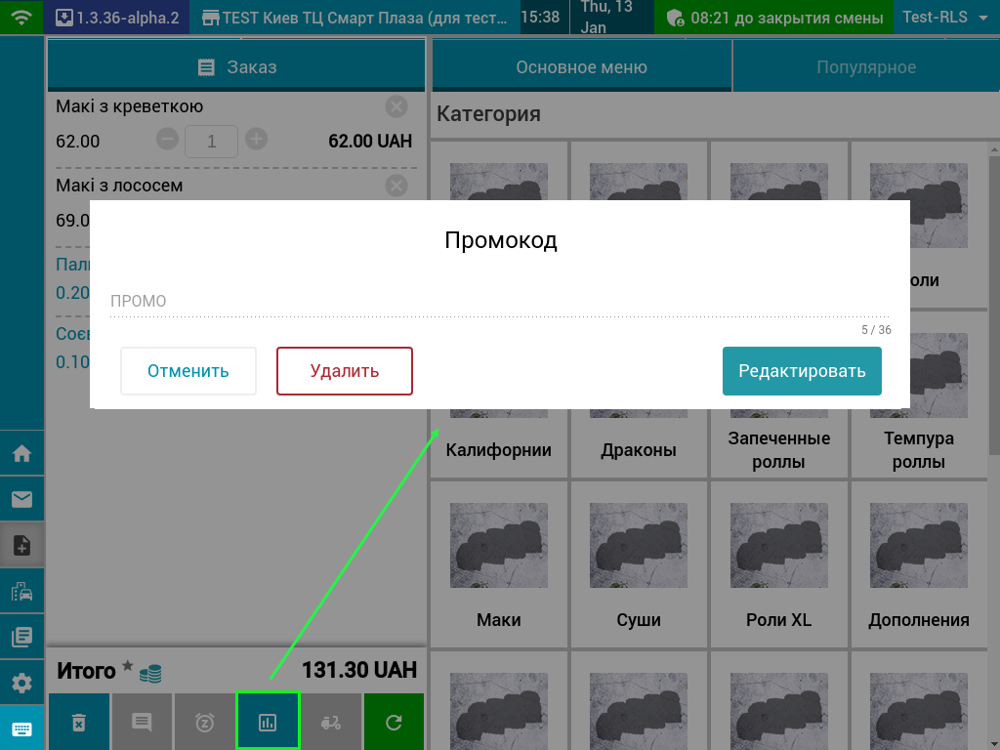 1.3.36-alpha.2
TEST Киев ТЦ Смарт Плаза (для тест...
15:38
Thu, 13
Jan
08:21 до закрытия смены
Test-RLS
Заказ
Основное меню
Популярное
Макі з креветкою
62.00
1
62.00 UAH
Категория
Макі з лососем
69.0
Пал
0.20
Соєв
0.10
оли
Промокод
ПРОМО
5 / 36
Отменить
Удалить
Редактировать
Калифорнии
Драконы
Запеченные
роллы
Темпура
роллы
Маки
Суши
Роли XL
Дополнения
Итого
131.30 UAH